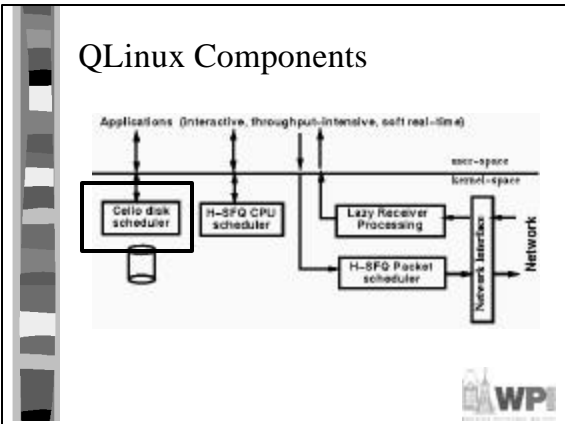 QLinux Components
Applications (interactive, throughput-intensive, soft real-time)
user-space
kernel-space
Cello disk
scheduler
H-SFQ CPU
scheduler
Lazy Receiver
Processing
H-SFQ Packet
scheduler
Network Interface
Network
WPI